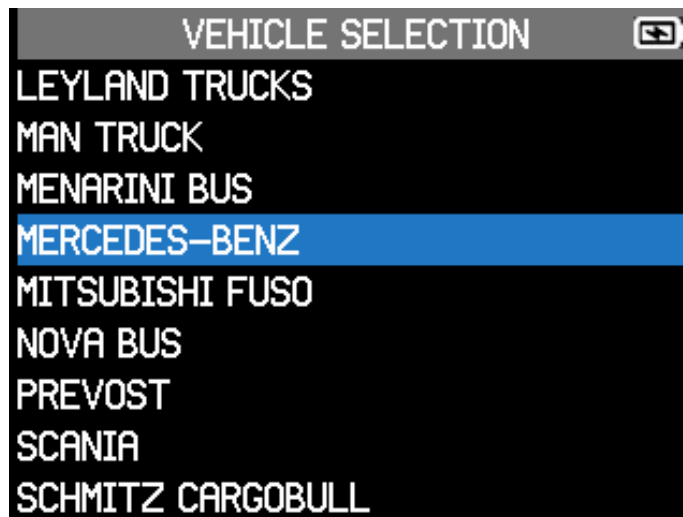 VEHICLE SELECTION
LEYLAND TRUCKS
MAN TRUCK
MENARINI BUS
MERCEDES-BENZ
MITSUBISHI FUSO
NOVA BUS
PREVOST
SCANIA
SCHMITZ CARGOBULL